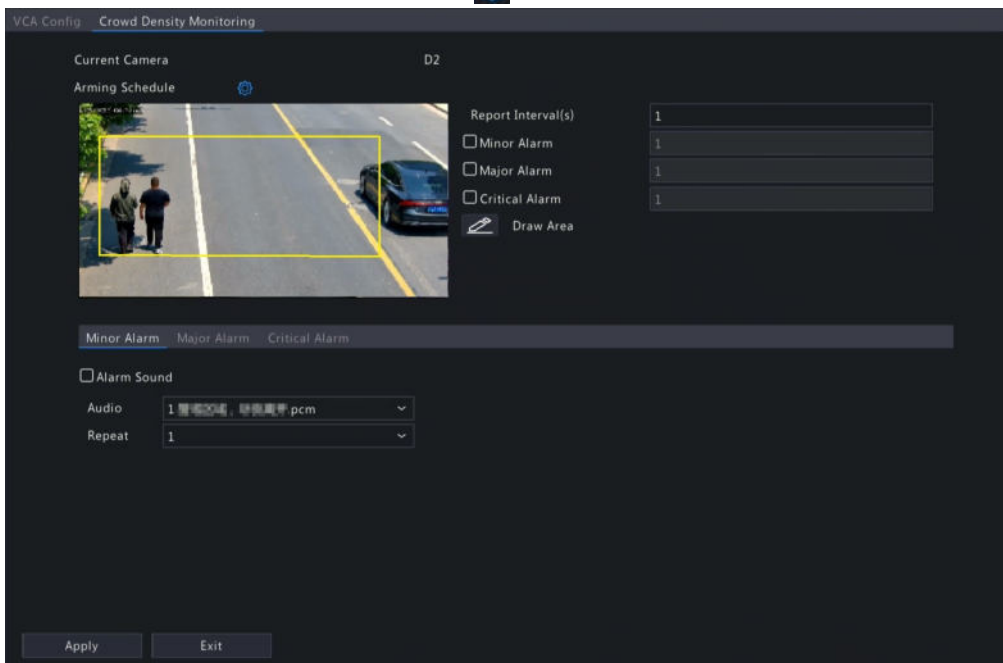 VCA Config Crowd Density Monitoring
Current Camera D2
Arming Schedule
Report Interval(s) 1
Minor Alarm 1
Major Alarm 1
Critical Alarm 1
Draw Area
Minor Alarm Major Alarm Critical Alarm
Alarm Sound
Audio 1 .pcm
Repeat 1
Apply Exit